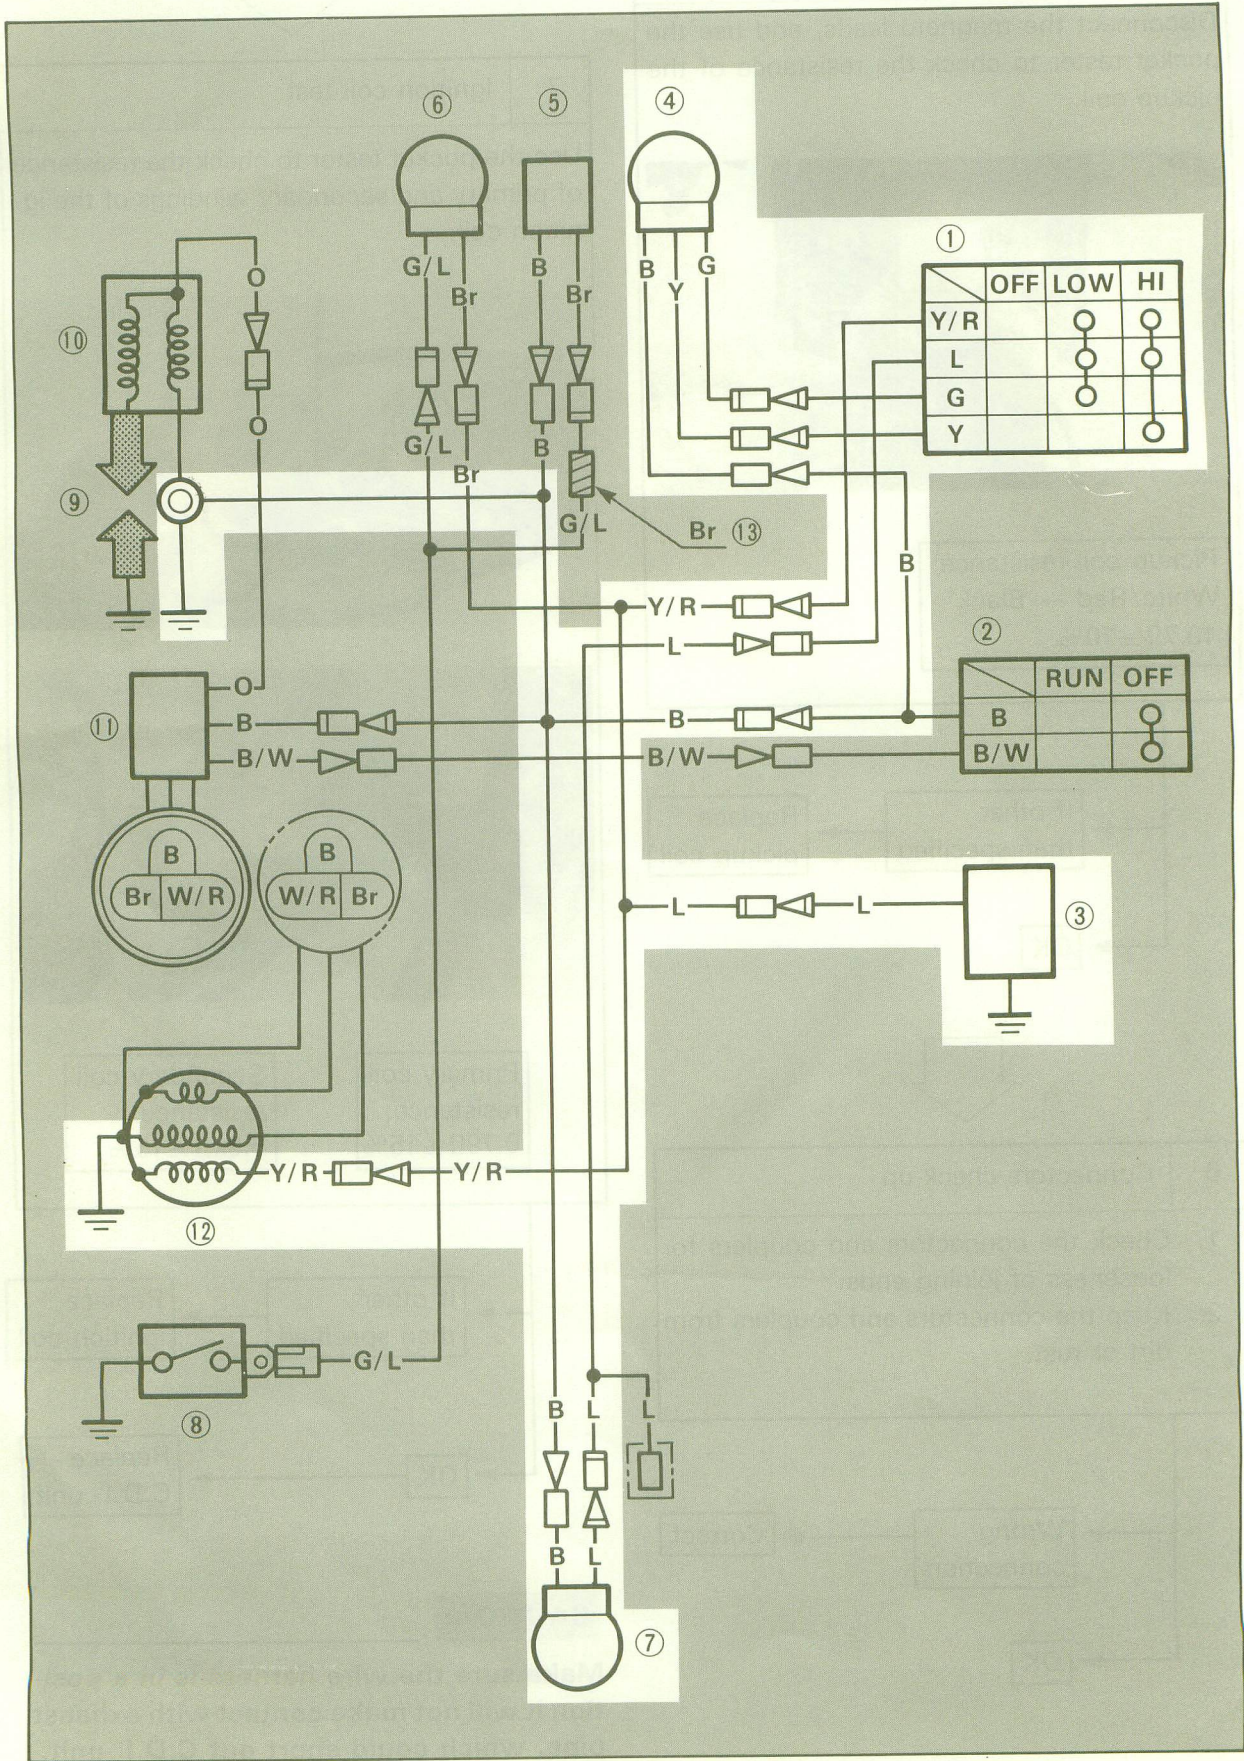 ⑥ ⑤ ④
①
OFF LOW HI
Y/R
L
G
Y
G/L Br B Br B Y G
O
⑩
O
G/L Br B G/L
⑨
Br ⑬
B
Y/R
L
②
RUN OFF
B
B/W
O
⑪ B B
B/W B/W
B
Br W/R
B
W/R Br
L L ③
Y/R Y/R
⑫
G/L
⑧
B L L
B L
⑦